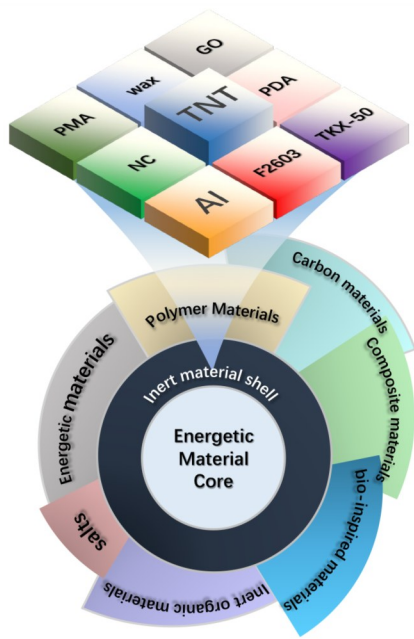 GO
wax
TNT
PDA
PMA
NC
Al
F2603
TKX-50
Carbon materials
Polymer Materials
Composite materials
Energetic materials
Inert material shell
Energetic
Material
Core
bio-inspired materials
salts
Inert organic materials